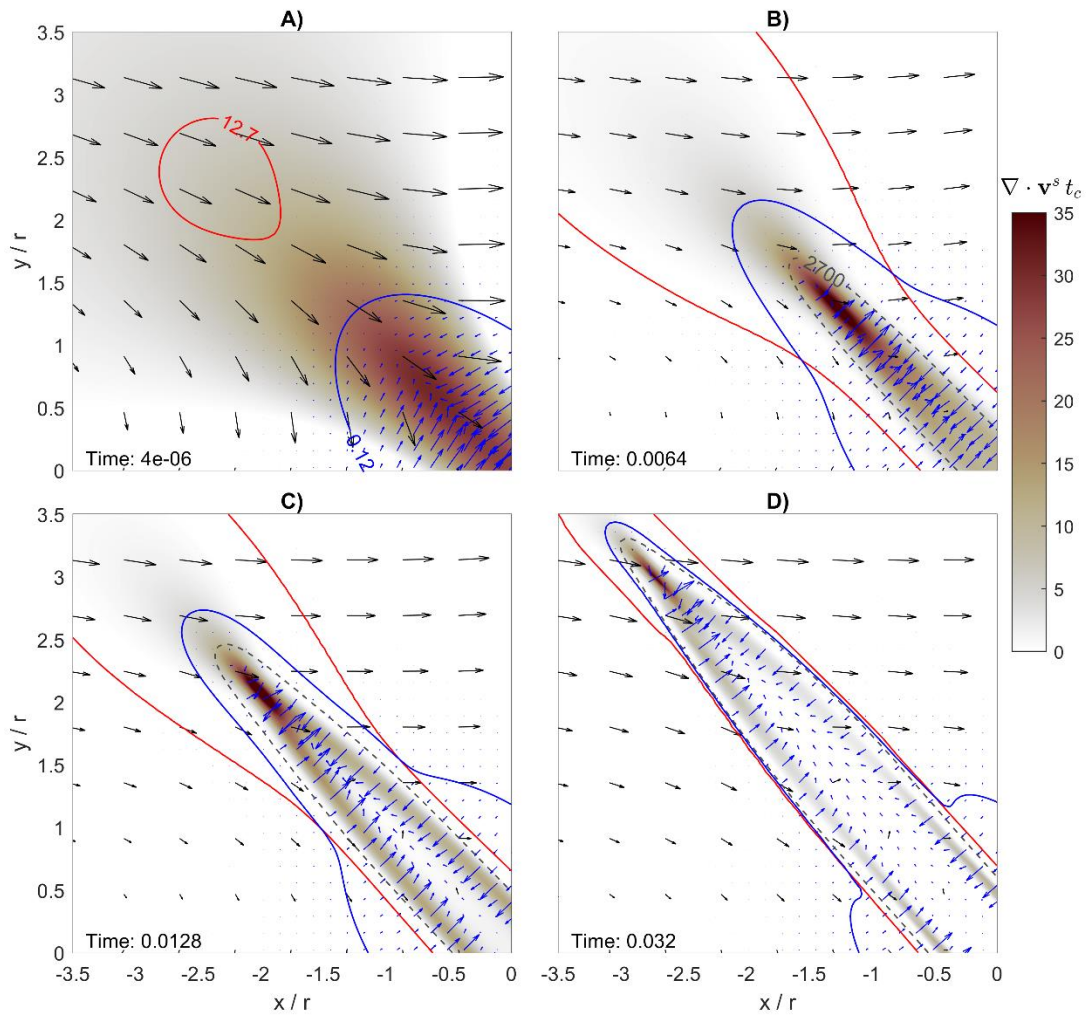 A)
B)
3.5
3
2.5
2
1.5
1
0.5
0
y / r
12.7
0.12
Time: 4e-06
2700
Time: 0.0064
∇ · v^s t_c
35
30
25
20
15
10
5
0
C)
D)
3.5
3
2.5
2
1.5
1
0.5
0
y / r
Time: 0.0128
Time: 0.032
-3.5 -3 -2.5 -2 -1.5 -1 -0.5 0
-3 -2.5 -2 -1.5 -1 -0.5 0
x / r
x / r